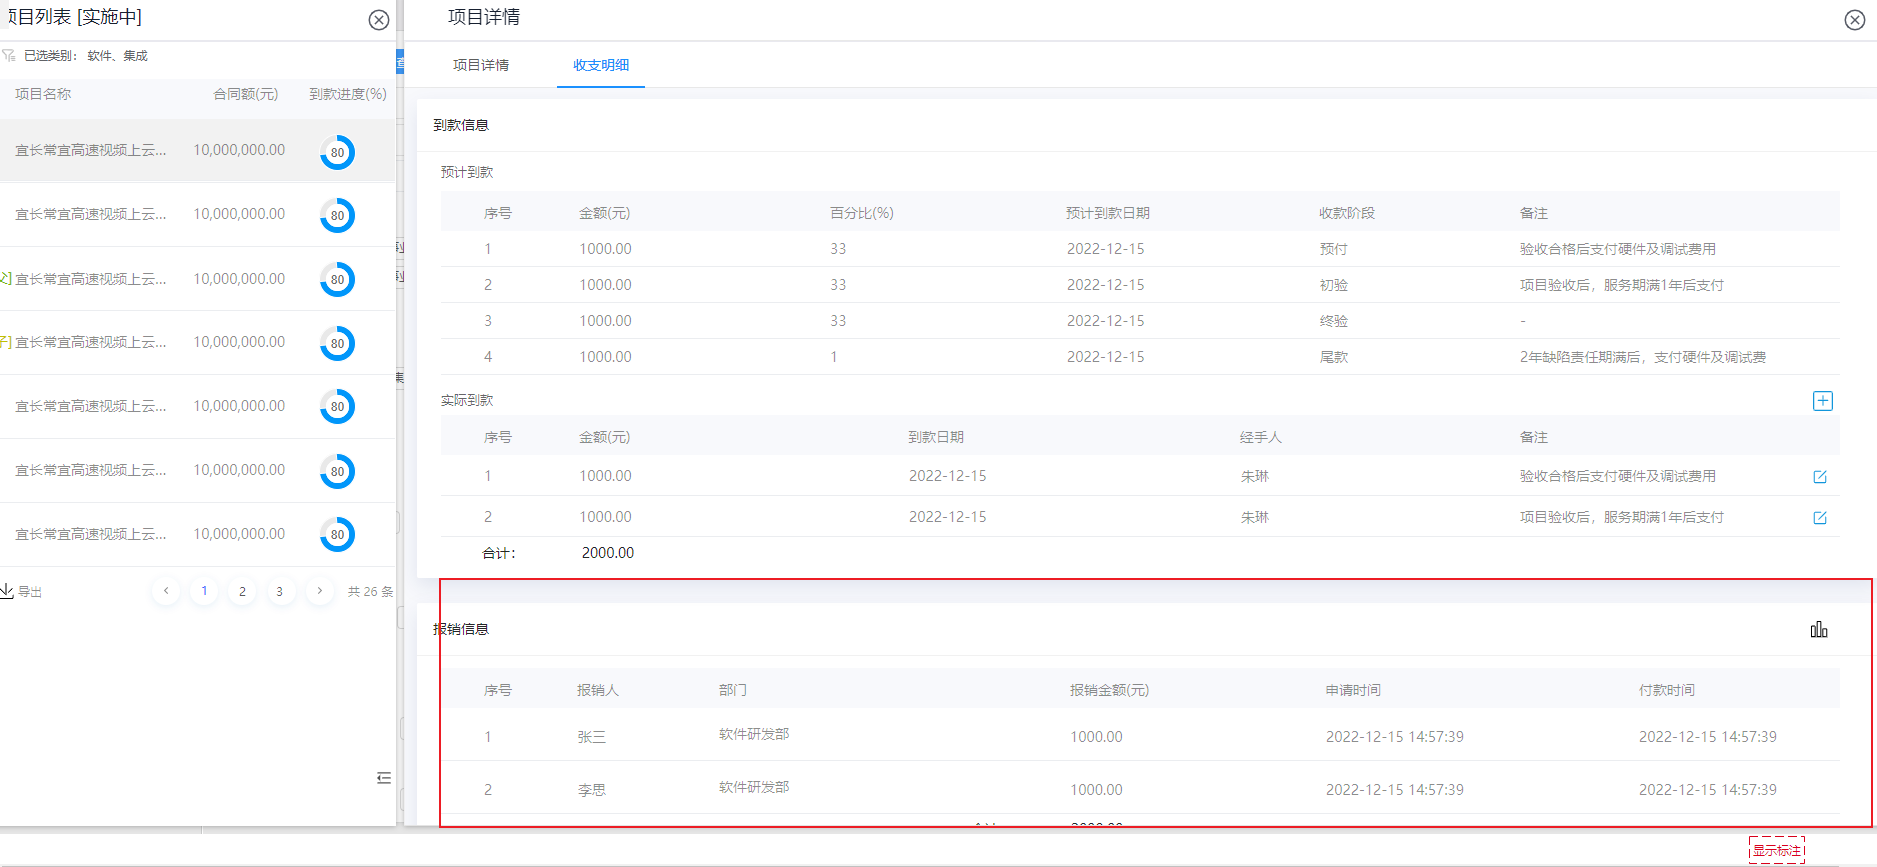 项目列表 [实施中]
已选类别： 软件、集成
项目名称 合同额(元) 到款进度(%)
宜长常宜高速视频上云... 10,000,000.00 80
宜长常宜高速视频上云... 10,000,000.00 80
父] 宜长常宜高速视频上云... 10,000,000.00 80
子] 宜长常宜高速视频上云... 10,000,000.00 80
宜长常宜高速视频上云... 10,000,000.00 80
宜长常宜高速视频上云... 10,000,000.00 80
宜长常宜高速视频上云... 10,000,000.00 80
导出 1 2 3 共 26 条
项目详情
项目详情 收支明细
到款信息
预计到款
序号 金额(元) 百分比(%) 预计到款日期 收款阶段 备注
1 1000.00 33 2022-12-15 预付 验收合格后支付硬件及调试费用
2 1000.00 33 2022-12-15 初验 项目验收后，服务期满1年后支付
3 1000.00 33 2022-12-15 终验 -
4 1000.00 1 2022-12-15 尾款 2年缺陷责任期满后，支付硬件及调试费
实际到款
序号 金额(元) 到款日期 经手人 备注
1 1000.00 2022-12-15 朱琳 验收合格后支付硬件及调试费用
2 1000.00 2022-12-15 朱琳 项目验收后，服务期满1年后支付
合计： 2000.00
报销信息
序号 报销人 部门 报销金额(元) 申请时间 付款时间
1 张三 软件研发部 1000.00 2022-12-15 14:57:39 2022-12-15 14:57:39
2 李思 软件研发部 1000.00 2022-12-15 14:57:39 2022-12-15 14:57:39
显示标注